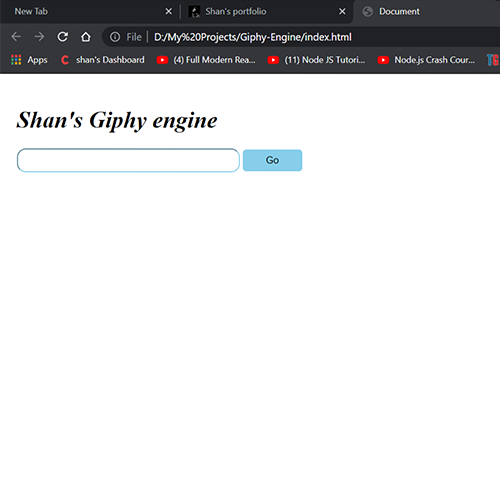 New Tab
Shan's portfolio
Document
File
D:/My%20Projects/Giphy-Engine/index.html
Apps
shan's Dashboard
(4) Full Modern Rea...
(11) Node JS Tutori...
Node.js Crash Cour...
Shan's Giphy engine
Go